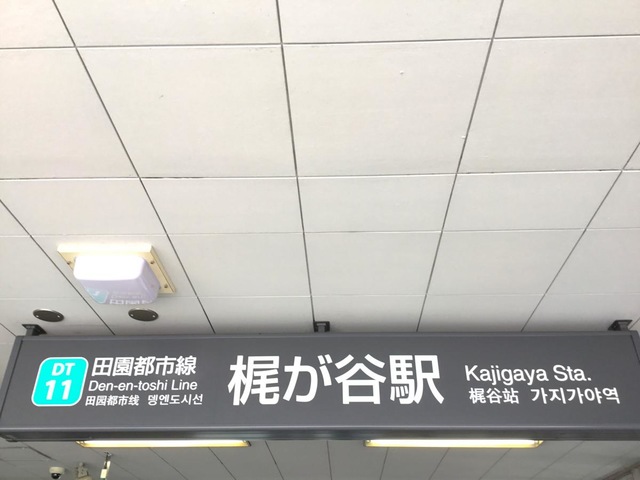 DT
11
田園都市線
Den-en-toshi Line
田园都市线 덴엔도시선
梶が谷駅
Kajigaya Sta.
梶谷站 가지가야역